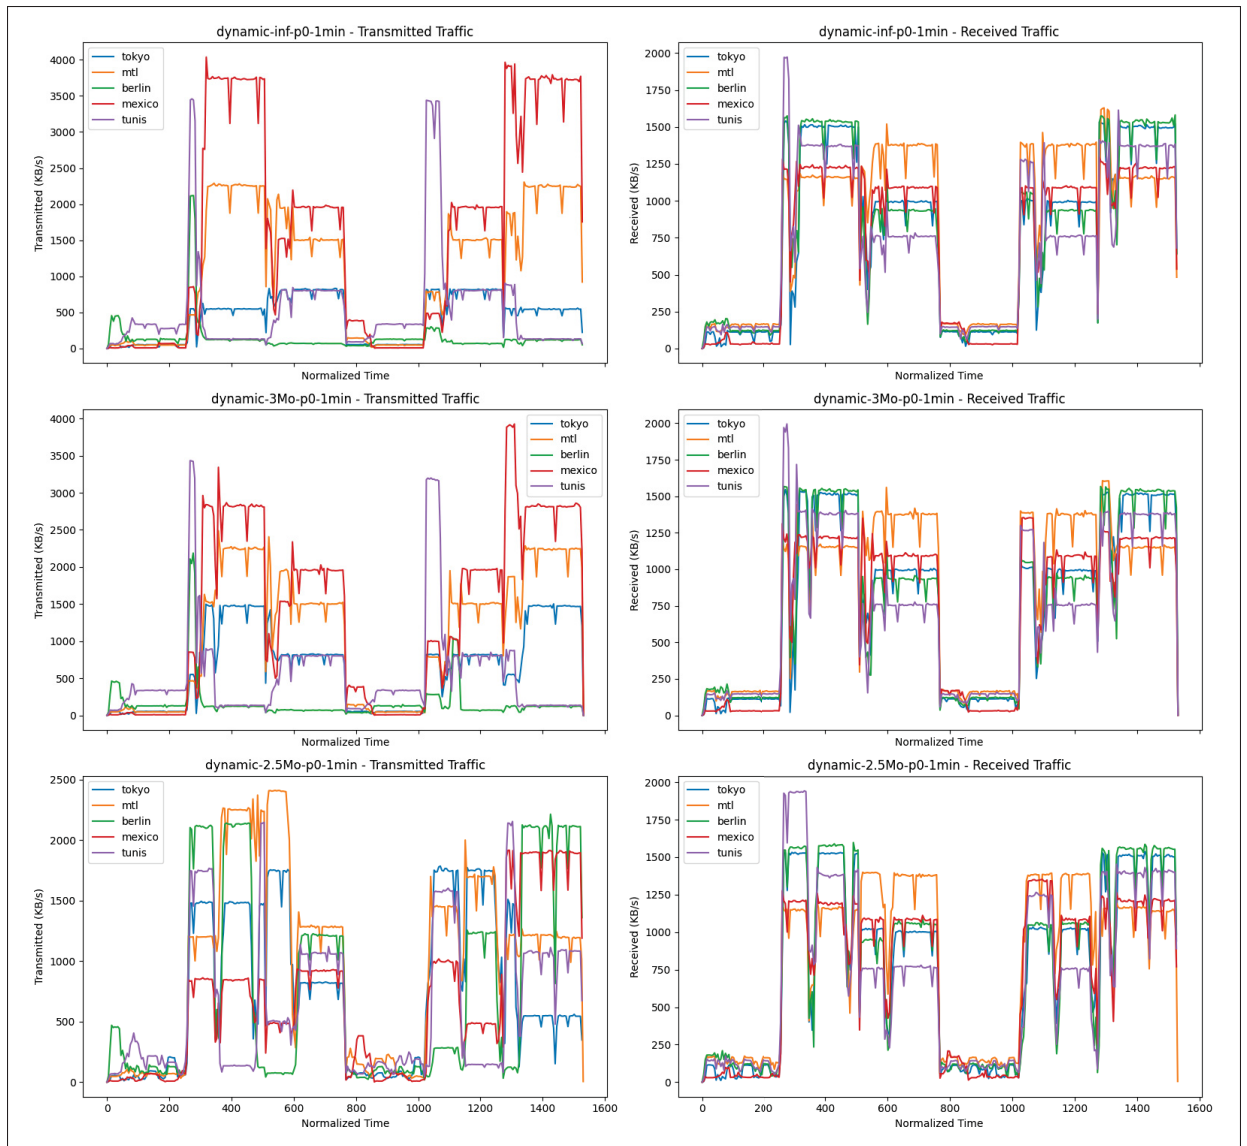 dynamic-inf-p0-1min - Transmitted Traffic
Transmitted (KB/s)
4000
3500
3000
2500
2000
1500
1000
500
0
tokyo
mtl
berlin
mexico
tunis
Normalized Time
dynamic-inf-p0-1min - Received Traffic
Received (KB/s)
2000
1750
1500
1250
1000
750
500
250
0
tokyo
mtl
berlin
mexico
tunis
Normalized Time
dynamic-3Mo-p0-1min - Transmitted Traffic
Transmitted (KB/s)
4000
3500
3000
2500
2000
1500
1000
500
0
tokyo
mtl
berlin
mexico
tunis
Normalized Time
dynamic-3Mo-p0-1min - Received Traffic
Received (KB/s)
2000
1750
1500
1250
1000
750
500
250
0
tokyo
mtl
berlin
mexico
tunis
Normalized Time
dynamic-2.5Mo-p0-1min - Transmitted Traffic
Transmitted (KB/s)
2500
2000
1500
1000
500
0
tokyo
mtl
berlin
mexico
tunis
0 200 400 600 800 1000 1200 1400 1600
Normalized Time
dynamic-2.5Mo-p0-1min - Received Traffic
Received (KB/s)
2000
1750
1500
1250
1000
750
500
250
0
tokyo
mtl
berlin
mexico
tunis
0 200 400 600 800 1000 1200 1400 1600
Normalized Time